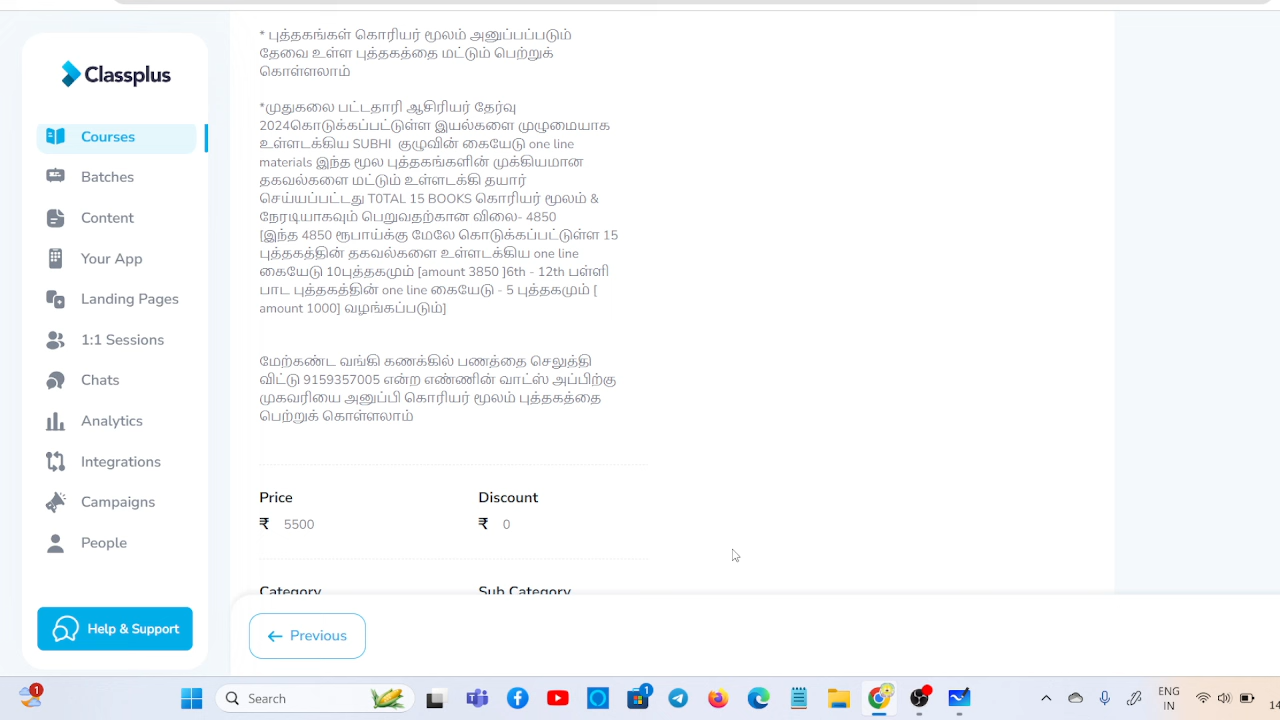 Classplus
Courses
Batches
Content
Your App
Landing Pages
1:1 Sessions
Chats
Analytics
Integrations
Campaigns
People
Help & Support
* புத்தகங்கள் கொரியர் மூலம் அனுப்பப்படும்
தேவை உள்ள புத்தகத்தை மட்டும் பெற்றுக்
கொள்ளலாம்
*முதுகலை பட்டதாரி ஆசிரியர் தேர்வு
2024கொடுக்கப்பட்டுள்ள இயல்களை முழுமையாக
உள்ளடக்கிய SUBHI குழுவின் கையேடு one line
materials இந்த மூல புத்தகங்களின் முக்கியமான
தகவல்களை மட்டும் உள்ளடக்கி தயார்
செய்யப்பட்டது TOTAL 15 BOOKS கொரியர் மூலம் &
நேரடியாகவும் பெறுவதற்கான விலை- 4850
[இந்த 4850 ரூபாய்க்கு மேலே கொடுக்கப்பட்டுள்ள 15
புத்தகத்தின் தகவல்களை உள்ளடக்கிய one line
கையேடு 10புத்தகமும் [amount 3850 ]6th - 12th பள்ளி
பாட புத்தகத்தின் one line கையேடு - 5 புத்தகமும் [
amount 1000] வழங்கப்படும்]
மேற்கண்ட வங்கி கணக்கில் பணத்தை செலுத்தி
விட்டு 9159357005 என்ற எண்ணின் வாட்ஸ் அப்பிற்கு
முகவரியை அனுப்பி கொரியர் மூலம் புத்தகத்தை
பெற்றுக் கொள்ளலாம்
Price Discount
₹ 5500 ₹ 0
Category Sub Category
Previous
1 Search 1 ENG
IN
14